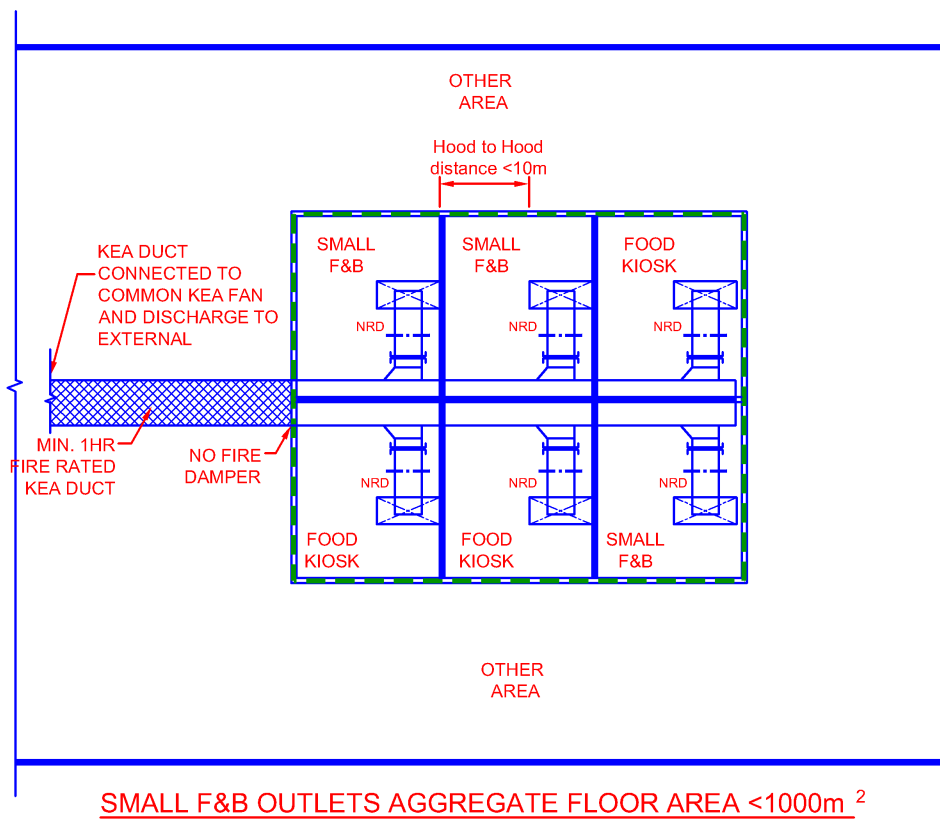 OTHER
AREA
Hood to Hood
distance <10m
KEA DUCT
CONNECTED TO
COMMON KEA FAN
AND DISCHARGE TO
EXTERNAL
SMALL
F&B
SMALL
F&B
FOOD
KIOSK
NRD
NRD
NRD
MIN. 1HR
FIRE RATED
KEA DUCT
NO FIRE
DAMPER
NRD
NRD
NRD
FOOD
KIOSK
FOOD
KIOSK
SMALL
F&B
OTHER
AREA
SMALL F&B OUTLETS AGGREGATE FLOOR AREA <1000m 2